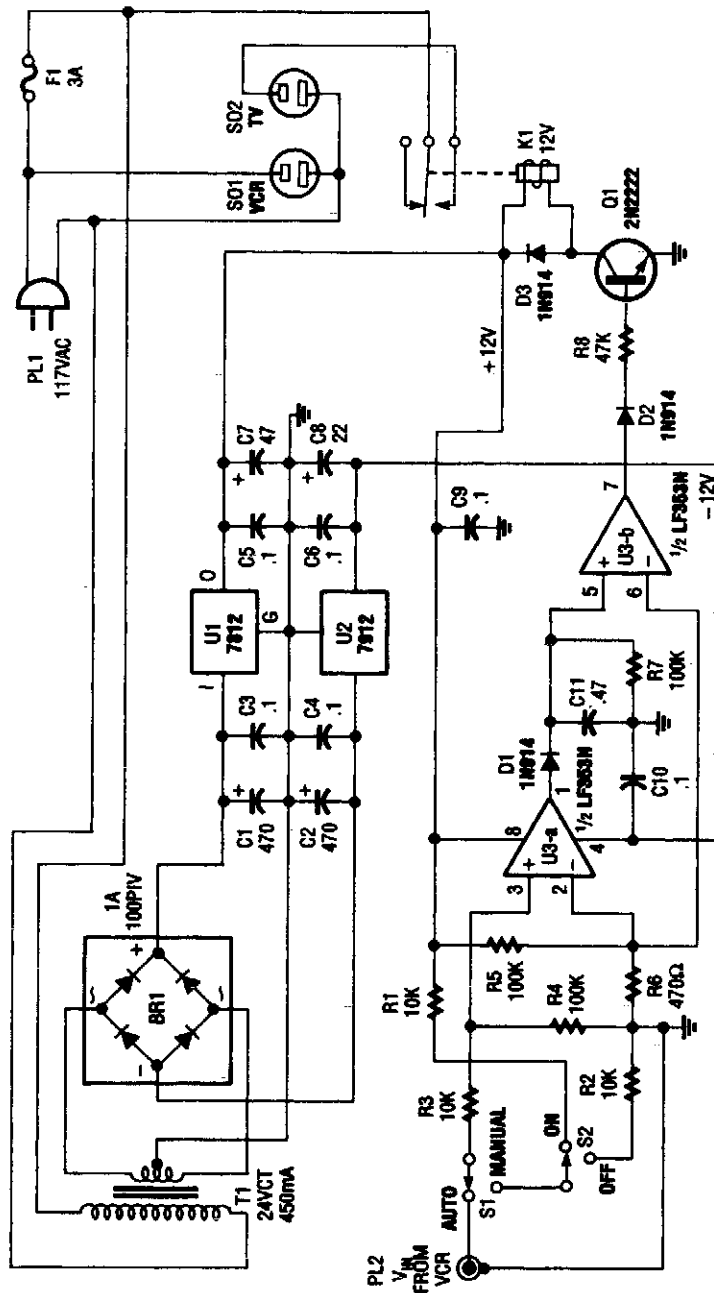 F1
3A
PL1
117VAC
SO1
VCR
SO2
TV
K1
12V
D3
1N914
Q1
2N2222
R8
47K
+12V
D2
1N914
C7
47
+
C8
22
+
C5
.1
C6
.1
C9
.1
O
U1
7812
G
I
U2
7912
C3
.1
C4
.1
C1
470
+
C2
470
+
1A
100PIV
BR1
+
−
~
~
T1
24VCT
450mA
7
U3-b
½ LF353N
+
−
5
6
−12V
R7
100K
C11
.47
C10
.1
D1
1N914
1
½ LF353N
8
U3-a
4
+
−
3
2
R1
10K
R5
100K
R4
100K
R6
470Ω
R3
10K
R2
10K
AUTO
S1
MANUAL
ON
S2
OFF
PL2
VIN
FROM
VCR